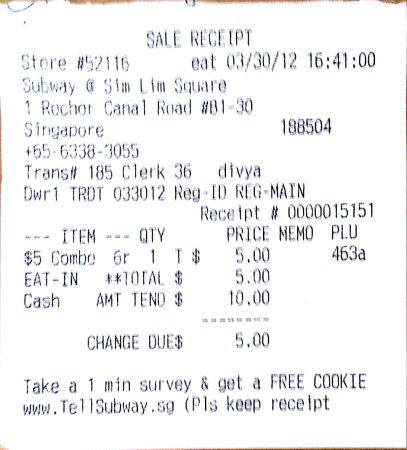 SALE RECEIPT
Store #52116 eat 03/30/12 16:41:00
Subway @ Sim Lim Square
1 Rochor Canal Road #B1-30
Singapore 188504
+65-6338-3055
Trans# 185 Clerk 36 divya
Dwr1 TRDT 033012 Reg-ID REG-MAIN
Receipt # 0000015151
--- ITEM --- QTY PRICE MEMO PLU
$5 Combo 6r 1 T $ 5.00 463a
EAT-IN **TOTAL $ 5.00
Cash AMT TEND $ 10.00
========
CHANGE DUE$ 5.00
Take a 1 min survey & get a FREE COOKIE
www.TellSubway.sg (Pls keep receipt